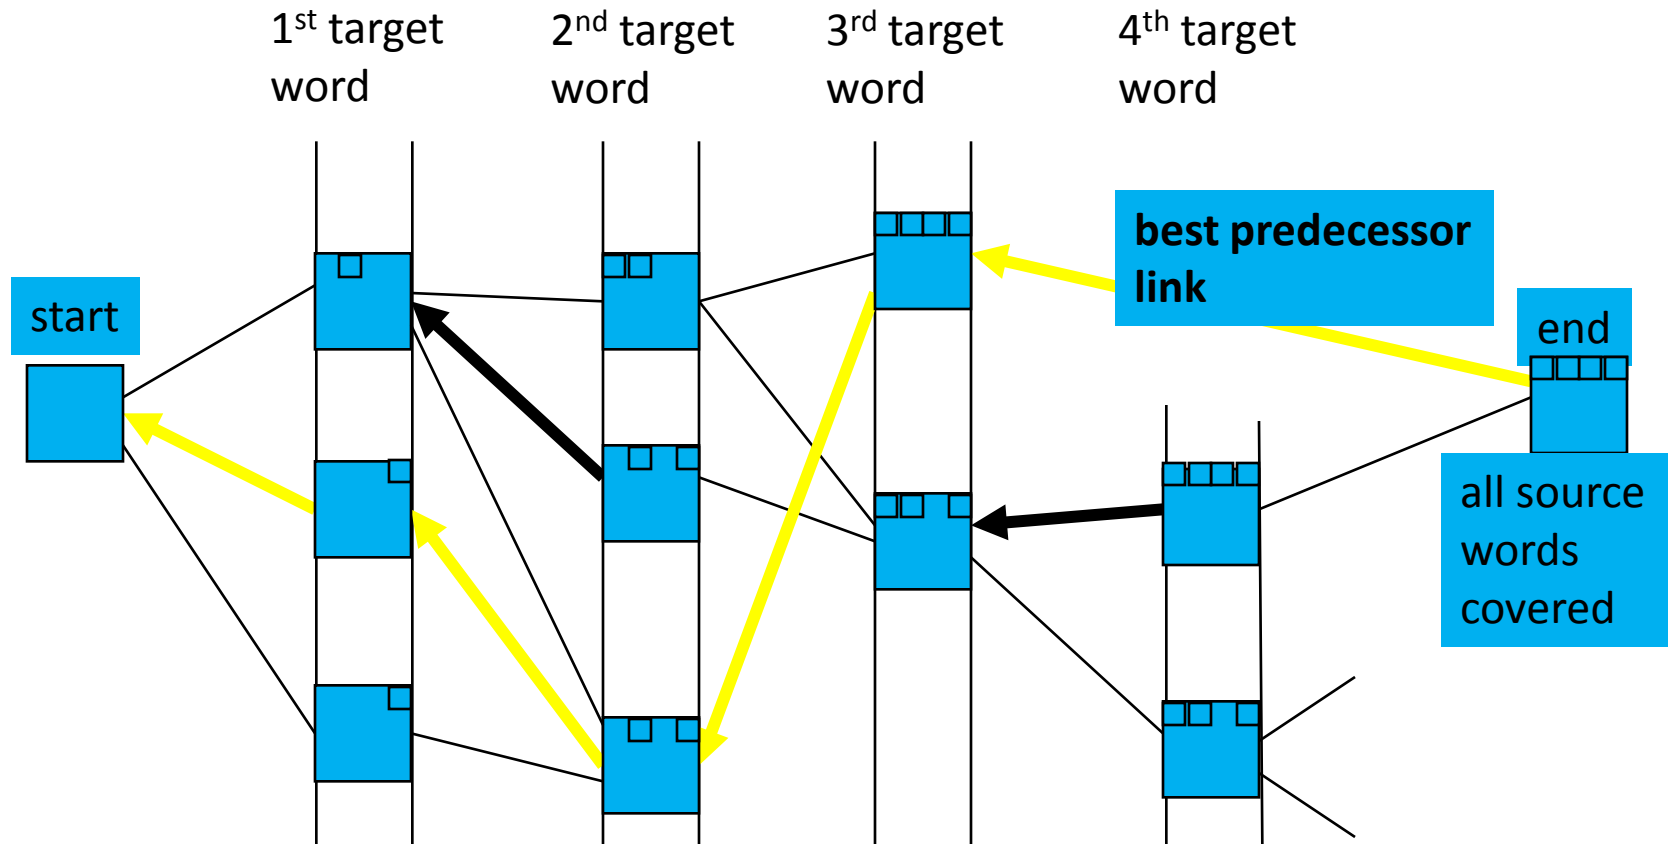 1st target
word
2nd target
word
3rd target
word
4th target
word
best predecessor
link
start
end
all source
words
covered